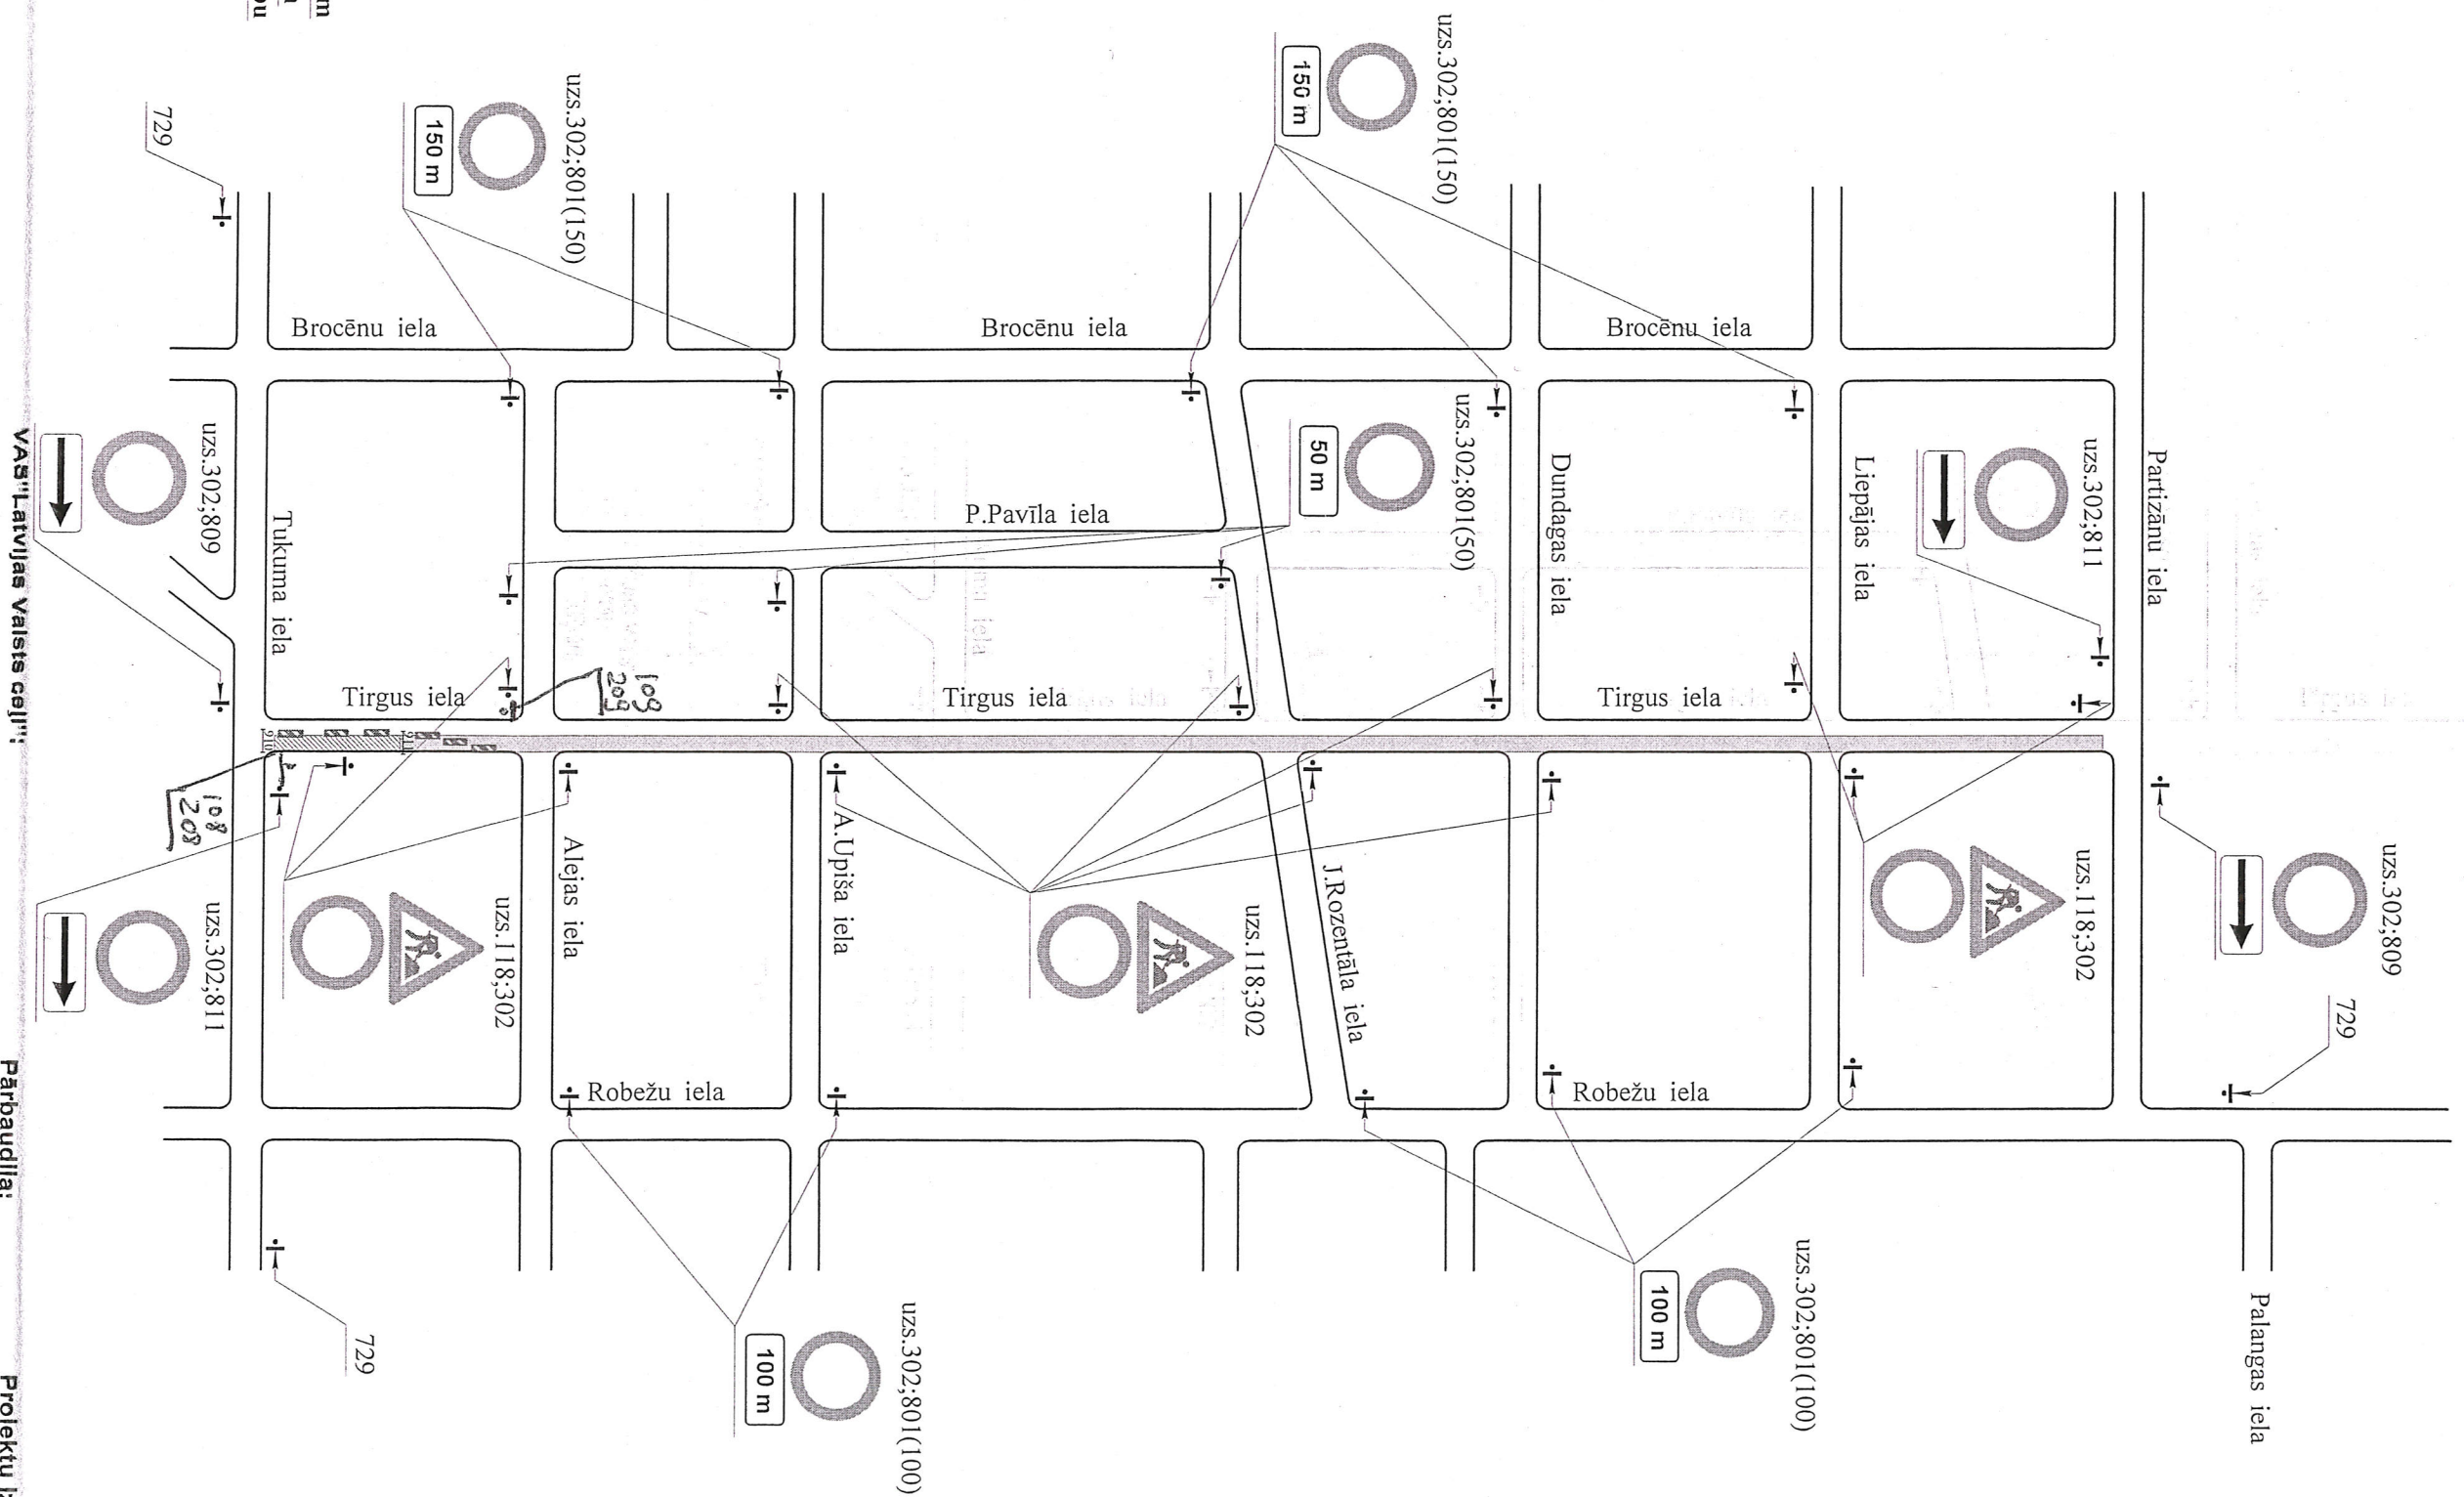 uzs.302;801(150)
150 m
uzs.302;801(150)
150 m
729
Brocēnu iela
Brocēnu iela
Brocēnu iela
uzs.302;809
uzs.302;801(50)
50 m
uzs.302;811
Partizānu iela
Liepājas iela
Dundagas iela
P.Pavīla iela
Tukuma iela
Tirgus iela
Tirgus iela
Tirgus iela
109
209
910
911
108
208
A.Upiša iela
Alejas iela
J.Rozentāla iela
uzs.118;302
uzs.118;302
uzs.118;302
uzs.302;809
uzs.302;811
729
Robežu iela
Robežu iela
uzs.302;801(100)
100 m
uzs.302;801(100)
100 m
729
Palangas iela
VAS"Latvijas Valsts ceļi":
Pārbaudīja:
Projektu